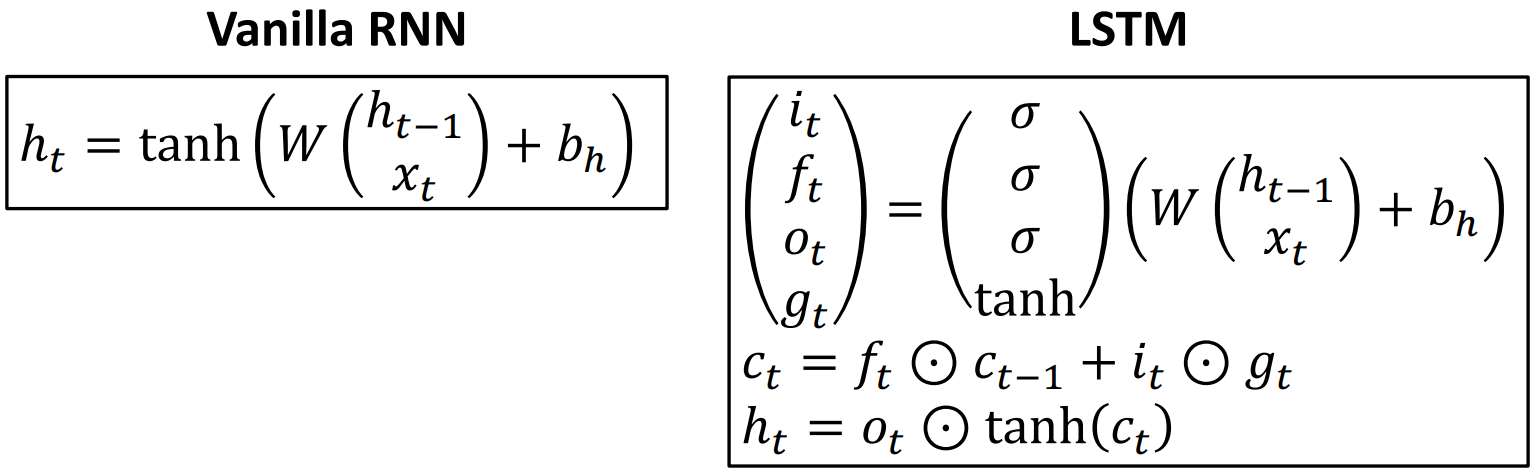 Vanilla RNN
h_t = tanh(W(h_{t−1} x_t) + b_h)
LSTM
(i_t f_t o_t g_t) = (σ σ σ tanh)(W(h_{t−1} x_t) + b_h)
c_t = f_t ⊙ c_{t−1} + i_t ⊙ g_t
h_t = o_t ⊙ tanh(c_t)